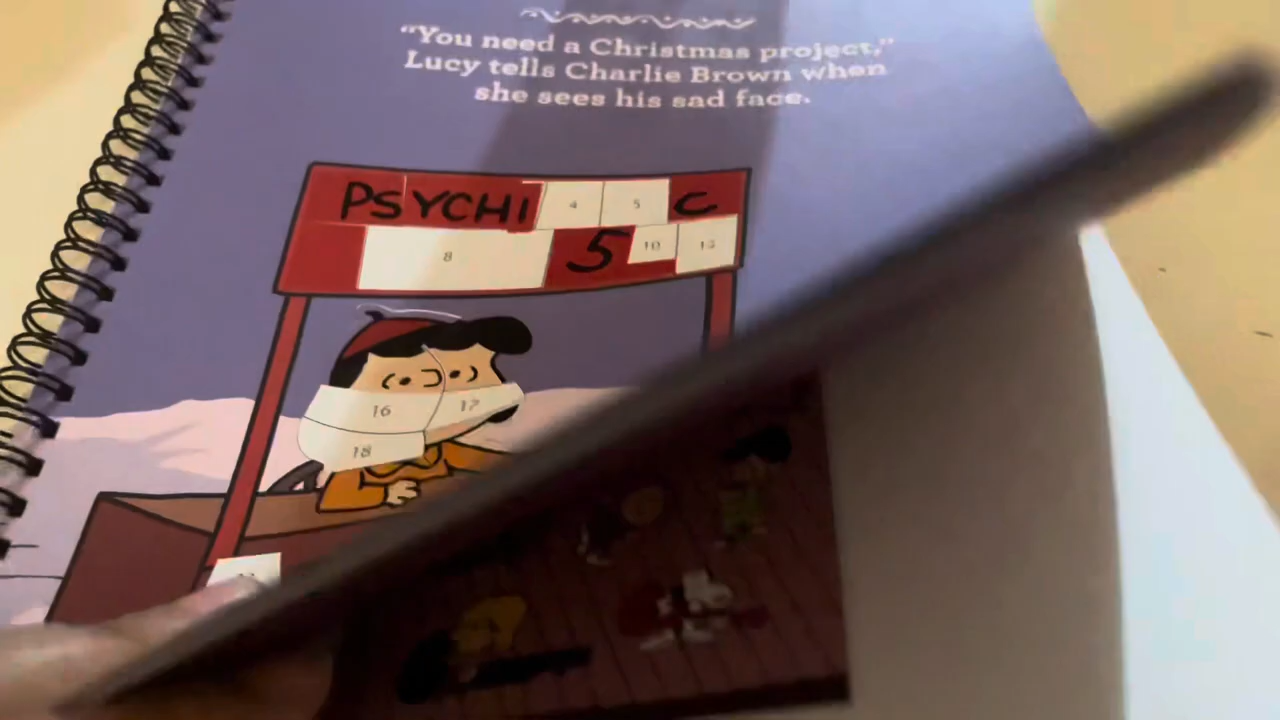 “You need a Christmas project,”
Lucy tells Charlie Brown when
she sees his sad face.
PSYCHI 4 5 C
8 5 10
16 17
18